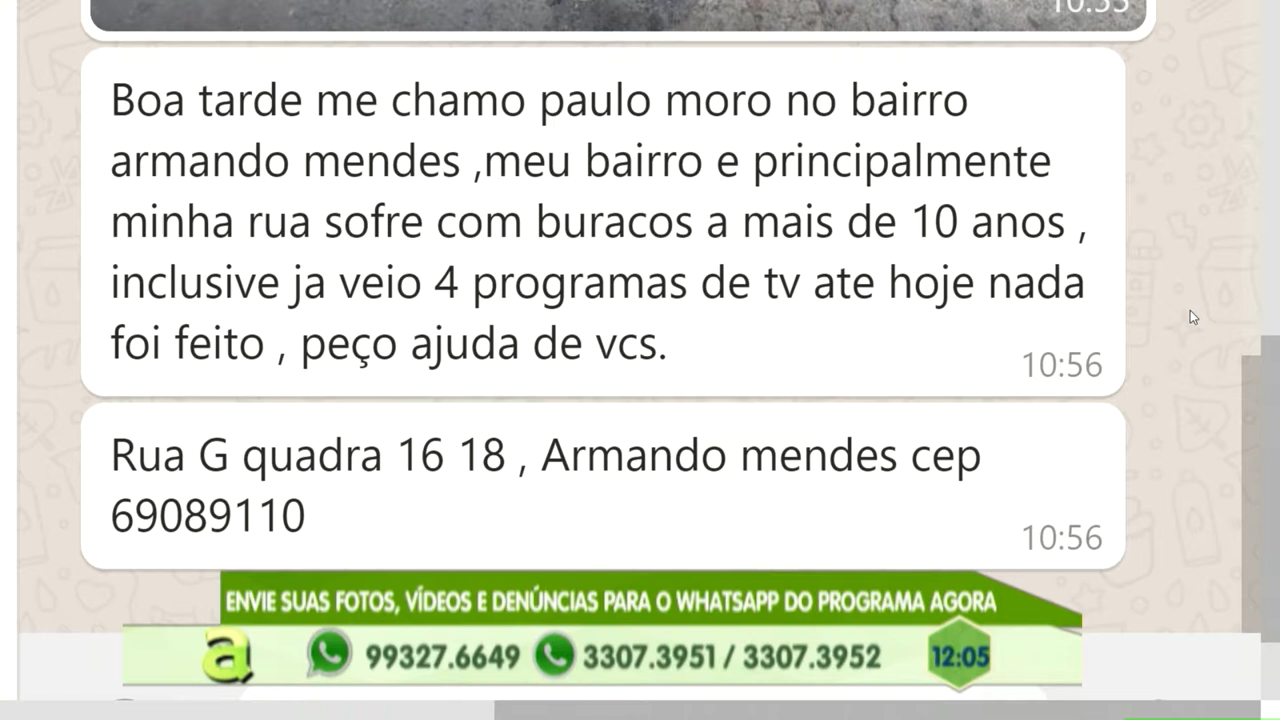 10:55
Boa tarde me chamo paulo moro no bairro
armando mendes ,meu bairro e principalmente
minha rua sofre com buracos a mais de 10 anos ,
inclusive ja veio 4 programas de tv ate hoje nada
foi feito , peço ajuda de vcs.
10:56
Rua G quadra 16 18 , Armando mendes cep
69089110
10:56
ENVIE SUAS FOTOS, VÍDEOS E DENÚNCIAS PARA O WHATSAPP DO PROGRAMA AGORA
a 99327.6649 3307.3951 / 3307.3952 12:05